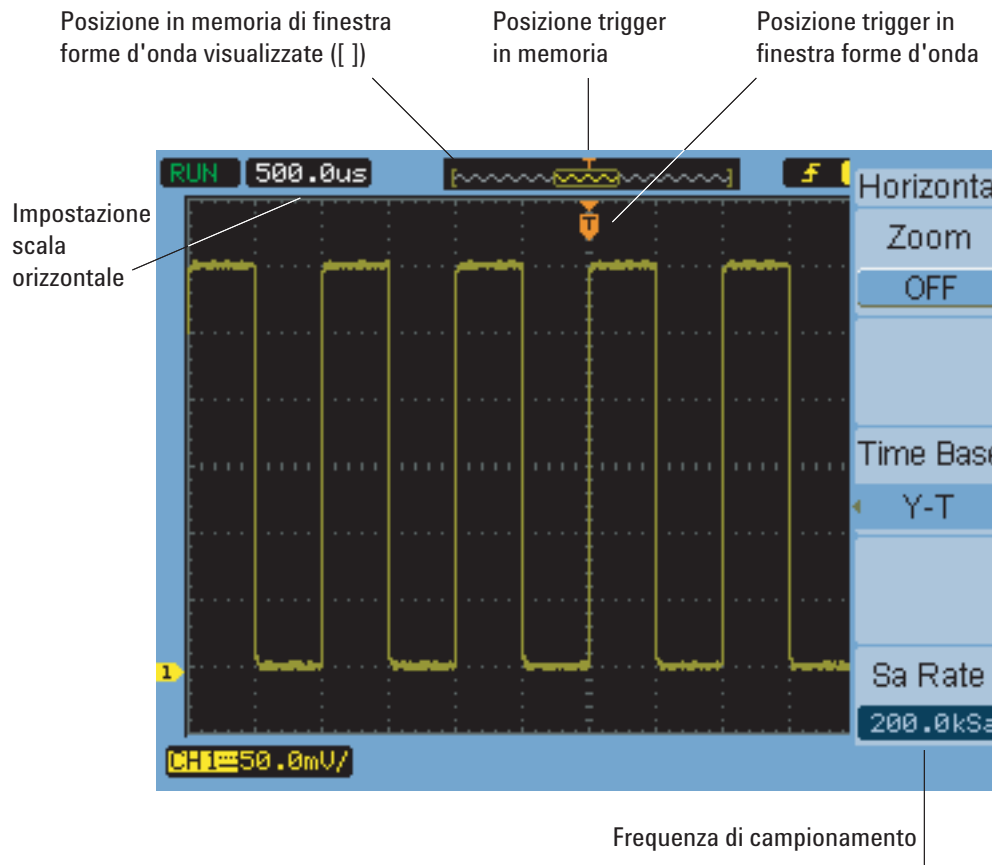 Posizione in memoria di finestra
forme d'onda visualizzate ([ ])
Posizione trigger
in memoria
Posizione trigger in
finestra forme d'onda
Impostazione
scala
orizzontale
RUN
500.0us
T
T
Horizonta
Zoom
OFF
Time Base
Y-T
Sa Rate
200.0kSa
1
CH1 50.0mV/
Frequenza di campionamento